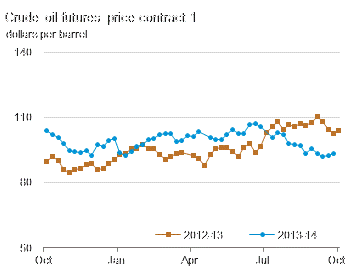 Crude oil futures price contract 1
dollars per barrel
140
110
80
50
Oct Jan Apr Jul Oct
2012-13 2013-14